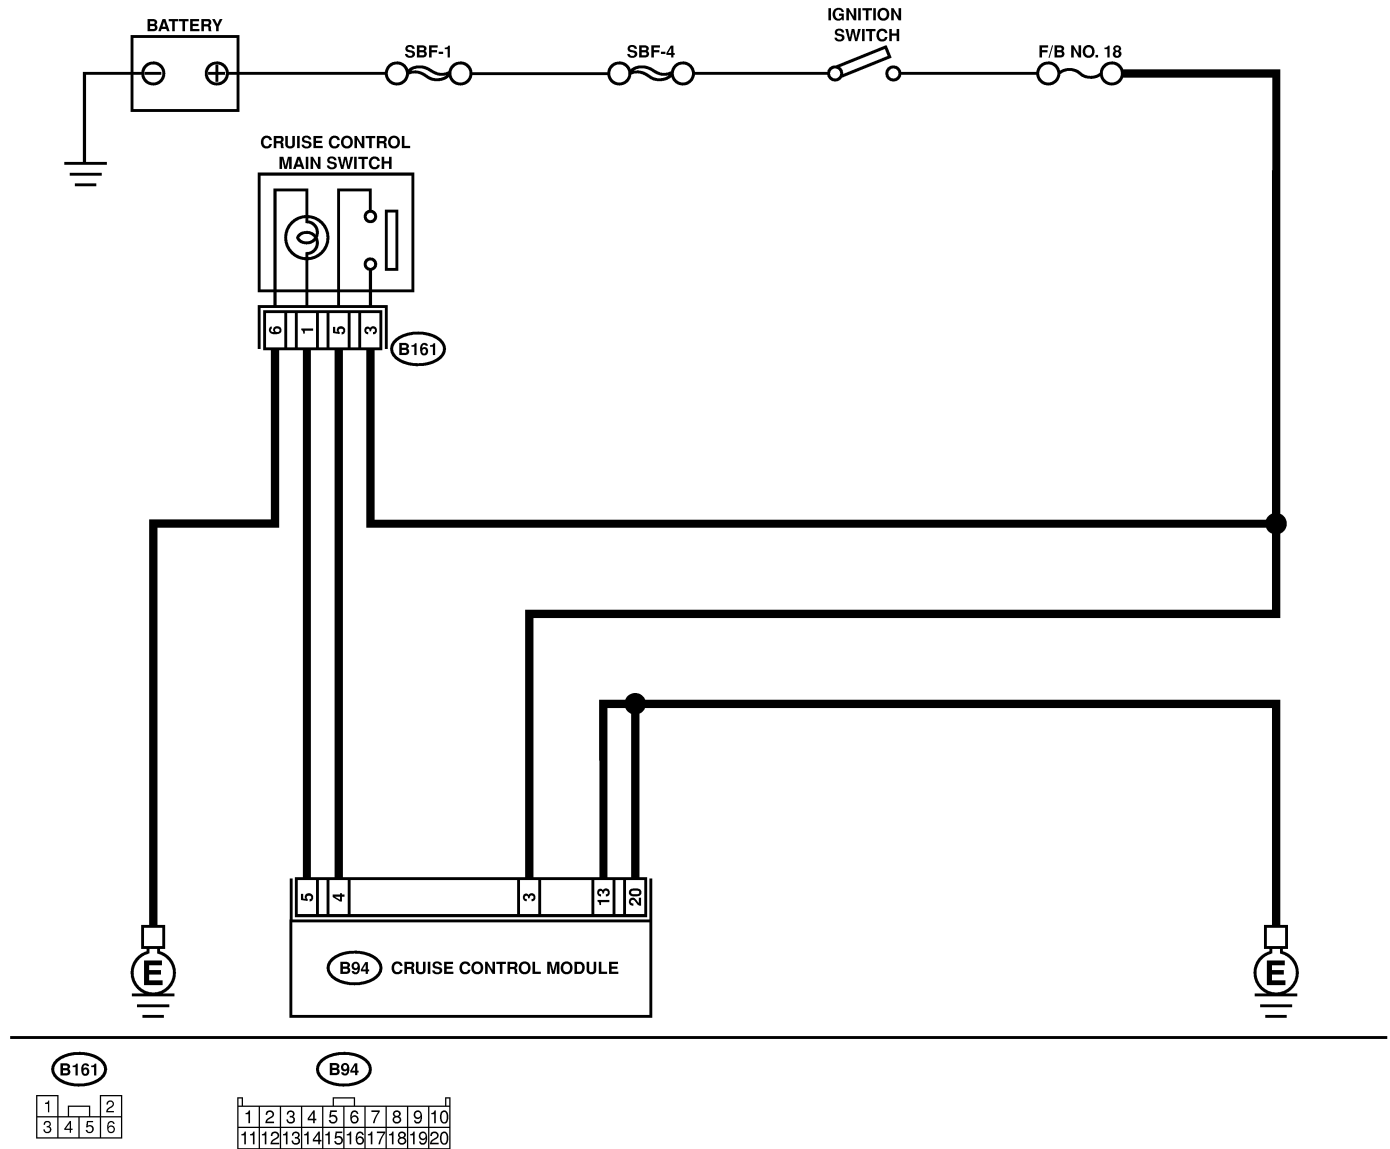 IGNITION
SWITCH
BATTERY
SBF-1
SBF-4
F/B NO. 18
CRUISE CONTROL
MAIN SWITCH
6 1 5 3
B161
5 4 3 13 20
B94 CRUISE CONTROL MODULE
E
E
B161
B94
1 2
3 4 5 6
1 2 3 4 5 6 7 8 9 10
11 12 13 14 15 16 17 18 19 20